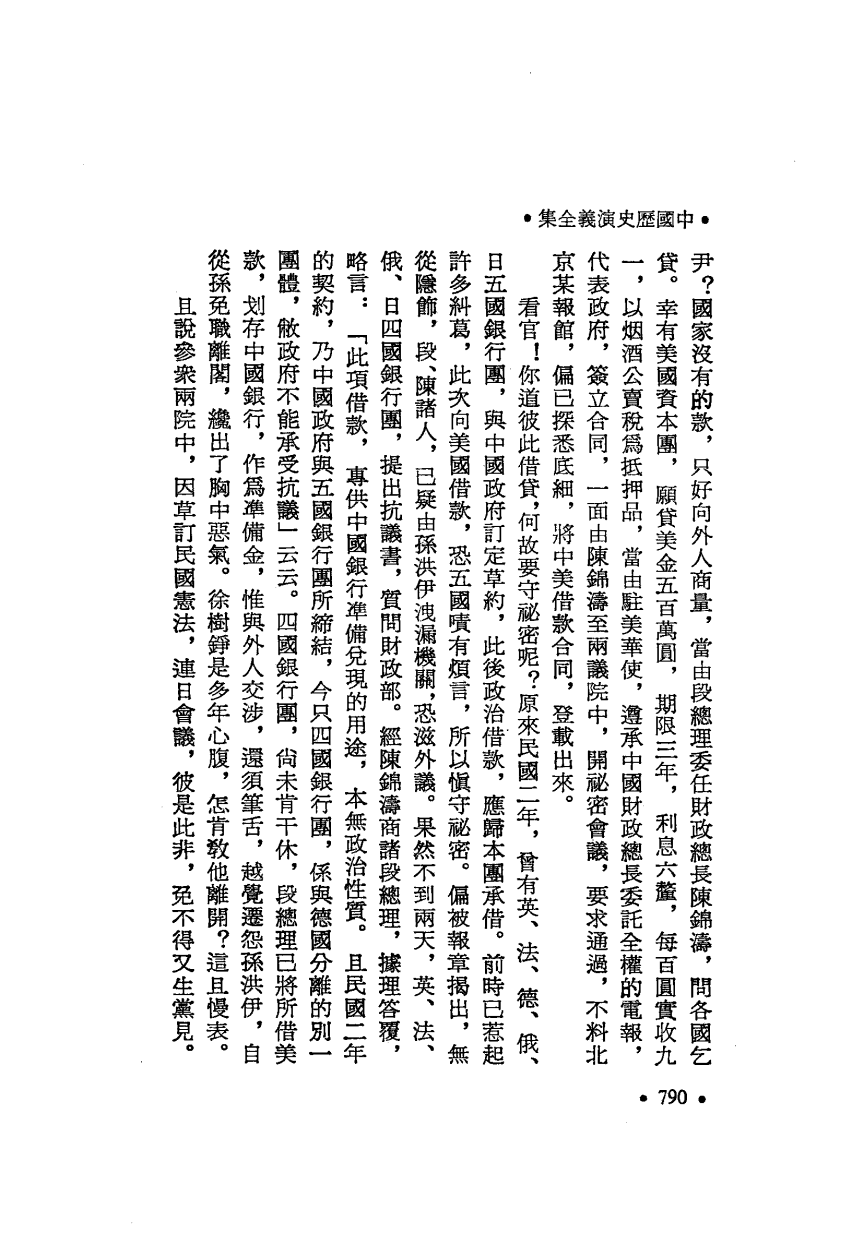 •中國歷史演義全集•
尹？國家沒有的款，只好向外人商量，當由段總理委任財政總長陳錦濤，問各國乞
貸。幸有美國資本團，願貸美金五百萬圓，期限三年，利息六釐，每百圓實收九
一，以烟酒公賣稅爲抵押品，當由駐美華使，遵承中國財政總長委託全權的電報，
代表政府，簽立合同，一面由陳錦濤至兩議院中，開祕密會議，要求通過，不料北
京某報館，偏已探悉底細，將中美借款合同，登載出來。
看官！你道彼此借貸，何故要守祕密呢？原來民國二年，曾有英、法、德、俄、
日五國銀行團，與中國政府訂定草約，此後政治借款，應歸本團承借。前時已惹起
許多糾葛，此次向美國借款，恐五國嘖有煩言，所以愼守祕密。偏被報章揭出，無
從隱飾，段、陳諸人，已疑由孫洪伊洩漏機關，恐滋外議。果然不到兩天，英、法、
俄、日四國銀行團，提出抗議書，質問財政部。經陳錦濤商諸段總理，據理答覆，
略言：「此項借款，專供中國銀行準備兌現的用途，本無政治性質。且民國二年
的契約，乃中國政府與五國銀行團所締結，今只四國銀行團，係與德國分離的別一
團體，敝政府不能承受抗議」云云。四國銀行團，尙未肯干休，段總理已將所借美
款，划存中國銀行，作爲準備金，惟與外人交涉，還須筆舌，越覺遷怨孫洪伊，自
從孫免職離閣，纔出了胸中惡氣。徐樹錚是多年心腹，怎肯敎他離開？這且慢表。
且說參衆兩院中，因草訂民國憲法，連日會議，彼是此非，免不得又生黨見。
•790•